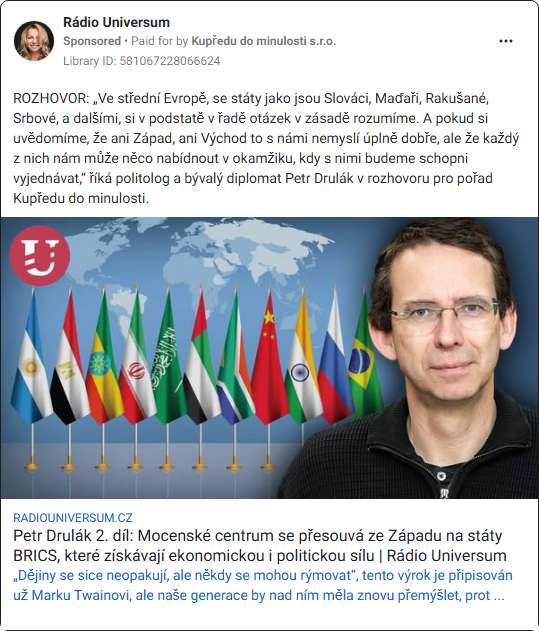 Rádio Universum
Sponsored • Paid for by Kupředu do minulosti s.r.o.
Library ID: 581067228066624
ROZHOVOR: „Ve střední Evropě, se státy jako jsou Slováci, Maďaři, Rakušané,
Srbové, a dalšími, si v podstatě v řadě otázek v zásadě rozumíme. A pokud si
uvědomíme, že ani Západ, ani Východ to s námi nemyslí úplně dobře, ale že každý
z nich nám může něco nabídnout v okamžiku, kdy s nimi budeme schopni
vyjednávat,“ říká politolog a bývalý diplomat Petr Drulák v rozhovoru pro pořad
Kupředu do minulosti.
U
RADIOUNIVERSUM.CZ
Petr Drulák 2. díl: Mocenské centrum se přesouvá ze Západu na státy
BRICS, které získávají ekonomickou i politickou sílu | Rádio Universum
„Dějiny se sice neopakují, ale někdy se mohou rýmovat“, tento výrok je připisován
už Marku Twainovi, ale naše generace by nad ním měla znovu přemýšlet, prot ...